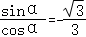 sinα/cosα = -√3/3